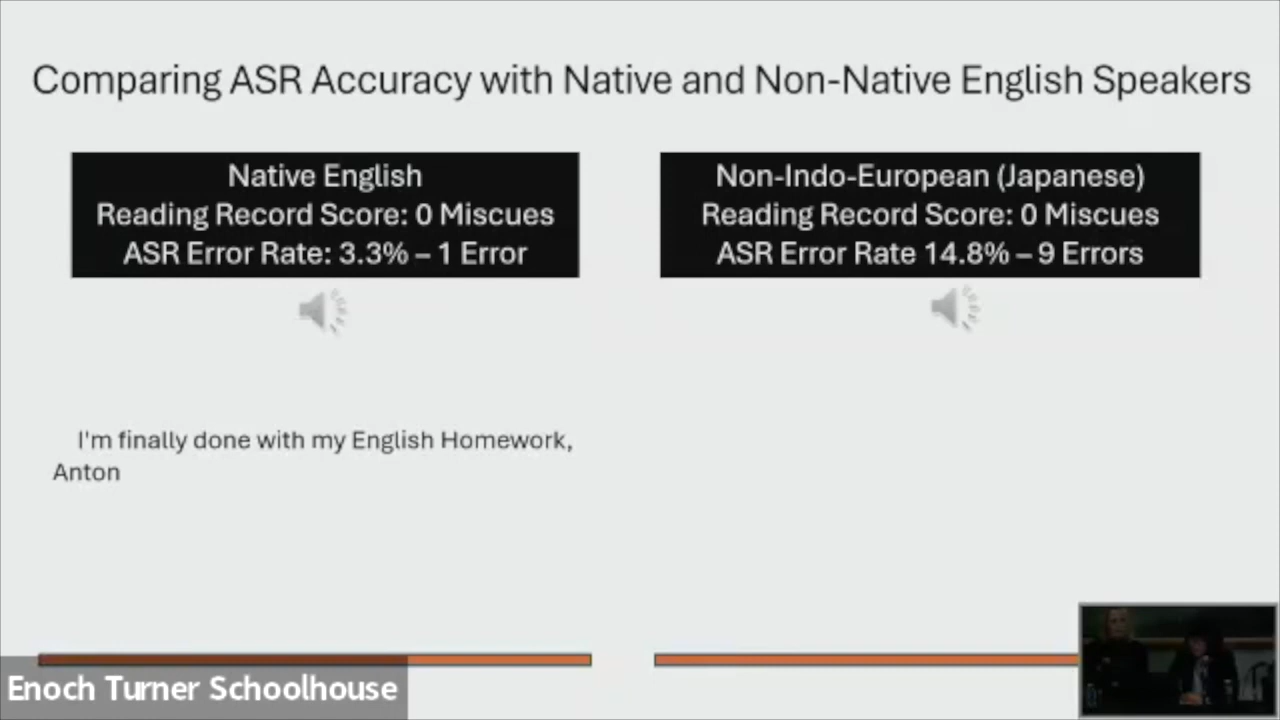 Comparing ASR Accuracy with Native and Non-Native English Speakers
Native English
Reading Record Score: 0 Miscues
ASR Error Rate: 3.3% – 1 Error
Non-Indo-European (Japanese)
Reading Record Score: 0 Miscues
ASR Error Rate 14.8% – 9 Errors
I'm finally done with my English Homework,
Anton
Enoch Turner Schoolhouse